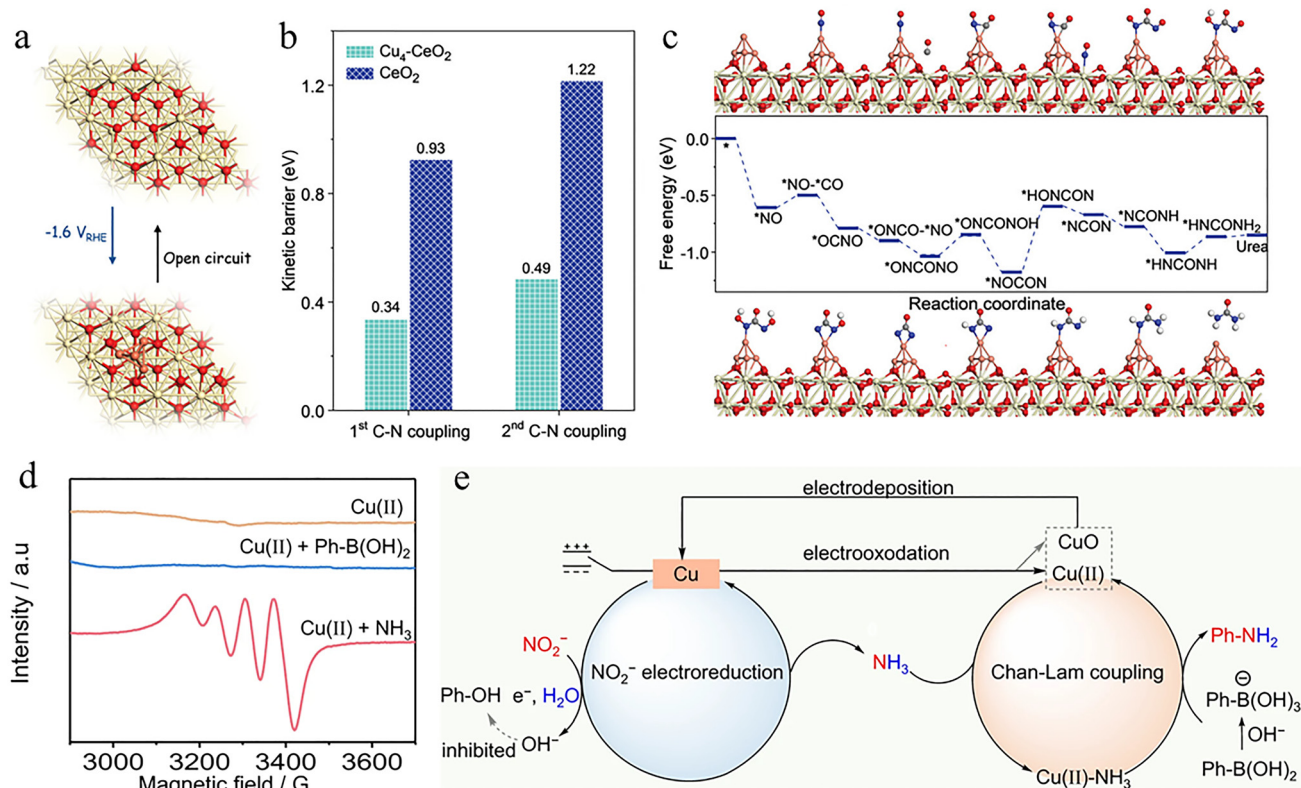 a
-1.6 V_RHE
Open circuit
b
Cu₄-CeO₂
CeO₂
Kinetic barrier (eV)
1.2
0.8
0.4
0.0
0.34
0.93
0.49
1.22
1st C-N coupling
2nd C-N coupling
c
Free energy (eV)
0.0
-0.5
-1.0
*
*NO
*NO-*CO
*OCNO
*ONCO-*NO
*ONCONO
*ONCONOH
*NOCON
*HONCON
*NCON
*NCONH
*HNCONH
*HNCONH₂
Urea
Reaction coordinate
d
Intensity / a.u
Cu(II)
Cu(II) + Ph-B(OH)₂
Cu(II) + NH₃
3000
3200
3400
3600
Magnetic field / G
e
electrodeposition
electrooxodation
+++
Cu
CuO
Cu(II)
NO₂⁻
NO₂⁻ electroreduction
Ph-OH e⁻, H₂O
inhibited
OH⁻
NH₃
Chan-Lam coupling
Cu(II)-NH₃
Ph-NH₂
⊖
Ph-B(OH)₃
OH⁻
Ph-B(OH)₂